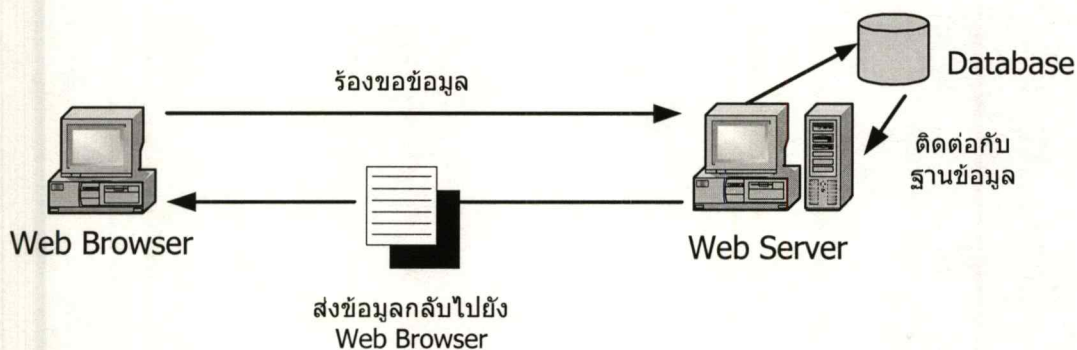 ร้องขอข้อมูล
Database
ติดต่อกับ
ฐานข้อมูล
Web Browser
Web Server
ส่งข้อมูลกลับไปยัง
Web Browser